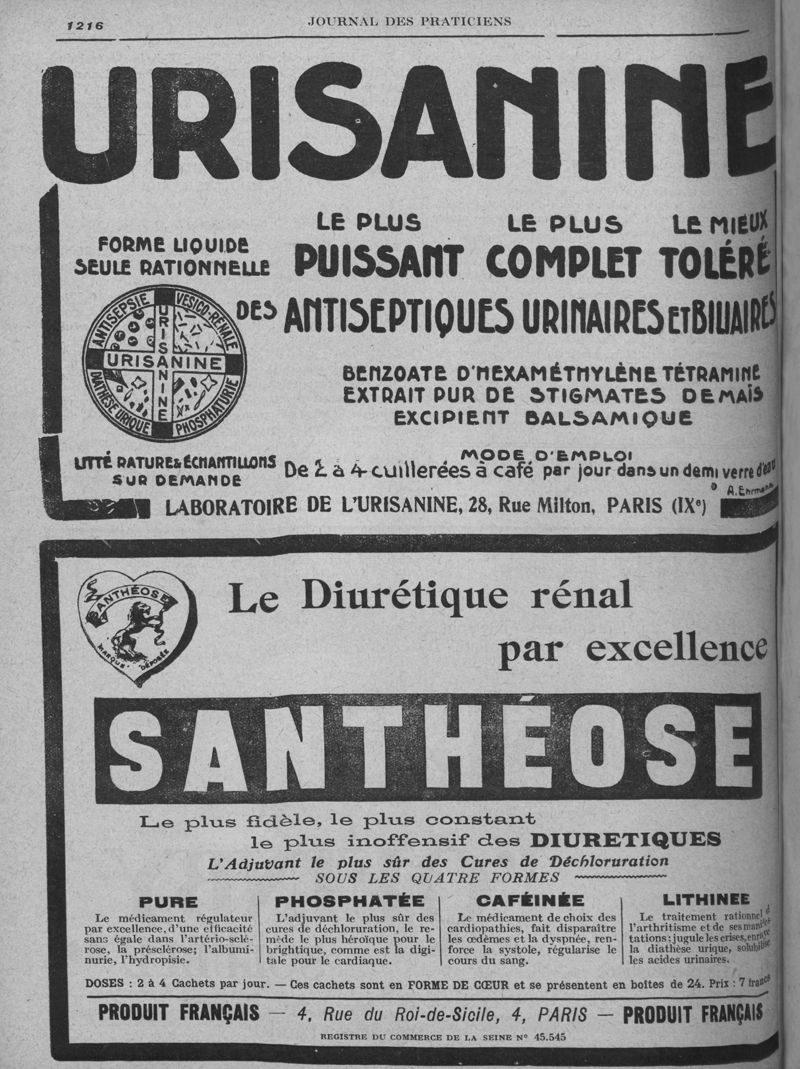 1216
JOURNAL DES PRATICIENS
URISANINE
FORME LIQUIDE
SEULE RATIONNELLE
LE PLUS LE PLUS LE MIEUX
PUISSANT COMPLET TOLÉRÉ
DES ANTISEPTIQUES URINAIRES ET BILIAIRES
ANTISEPSIE VESICO-RENALE
URISANINE
URISANINE
DIATHÈSE URIQUE PHOSPHATURIE
BENZOATE D'HEXAMÉTHYLÈNE TÉTRAMINE
EXTRAIT PUR DE STIGMATES DE MAÏS
EXCIPIENT BALSAMIQUE
LITTÉRATURE & ÉCHANTILLONS
SUR DEMANDE
MODE D'EMPLOI
De 2 à 4 cuillerées à café par jour dans un demi verre d'eau
A. Ehrmann
LABORATOIRE DE L'URISANINE, 28, Rue Milton, PARIS (IXe)
SANTHÉOSE
MARQUE DÉPOSÉE
Le Diurétique rénal
par excellence
SANTHÉOSE
Le plus fidèle, le plus constant
le plus inoffensif des DIURETIQUES
L'Adjuvant le plus sûr des Cures de Déchloruration
SOUS LES QUATRE FORMES
PURE
Le médicament régulateur
par excellence, d'une efficacité
sans égale dans l'artério-sclé-
rose, la présclérose; l'albumi-
nurie, l'hydropisie.
PHOSPHATÉE
L'adjuvant le plus sûr des
cures de déchloruration, le re-
mède le plus héroïque pour le
brightique, comme est la digi-
tale pour le cardiaque.
CAFÉINÉE
Le médicament de choix des
cardiopathies, fait disparaître
les œdèmes et la dyspnée, ren-
force la systole, régularise le
cours du sang.
LITHINEE
Le traitement rationnel d
l'arthritisme et de ses manifes-
tations; jugule les crises, enraye
la diathèse urique, solubilise
les acides urinaires.
DOSES : 2 à 4 Cachets par jour. — Ces cachets sont en FORME DE CŒUR et se présentent en boîtes de 24. Prix : 7 francs
PRODUIT FRANÇAIS — 4, Rue du Roi-de-Sicile, 4, PARIS — PRODUIT FRANÇAIS
REGISTRE DU COMMERCE DE LA SEINE N° 45.545